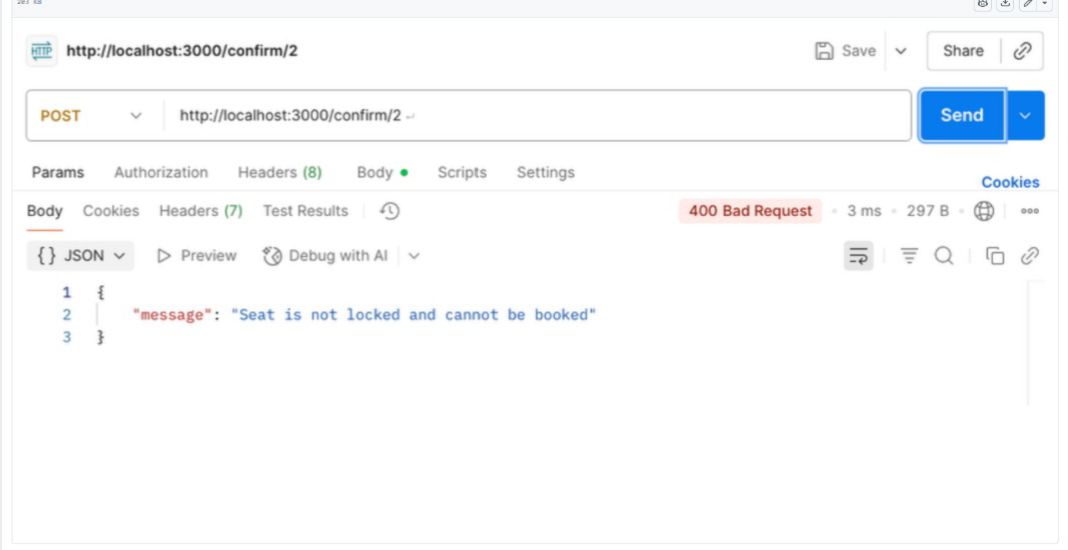 283 KB
HTTP http://localhost:3000/confirm/2 Save Share
POST http://localhost:3000/confirm/2 Send
Params Authorization Headers (8) Body Scripts Settings Cookies
Body Cookies Headers (7) Test Results 400 Bad Request 3 ms 297 B
{} JSON Preview Debug with AI
1 {
2 "message": "Seat is not locked and cannot be booked"
3 }